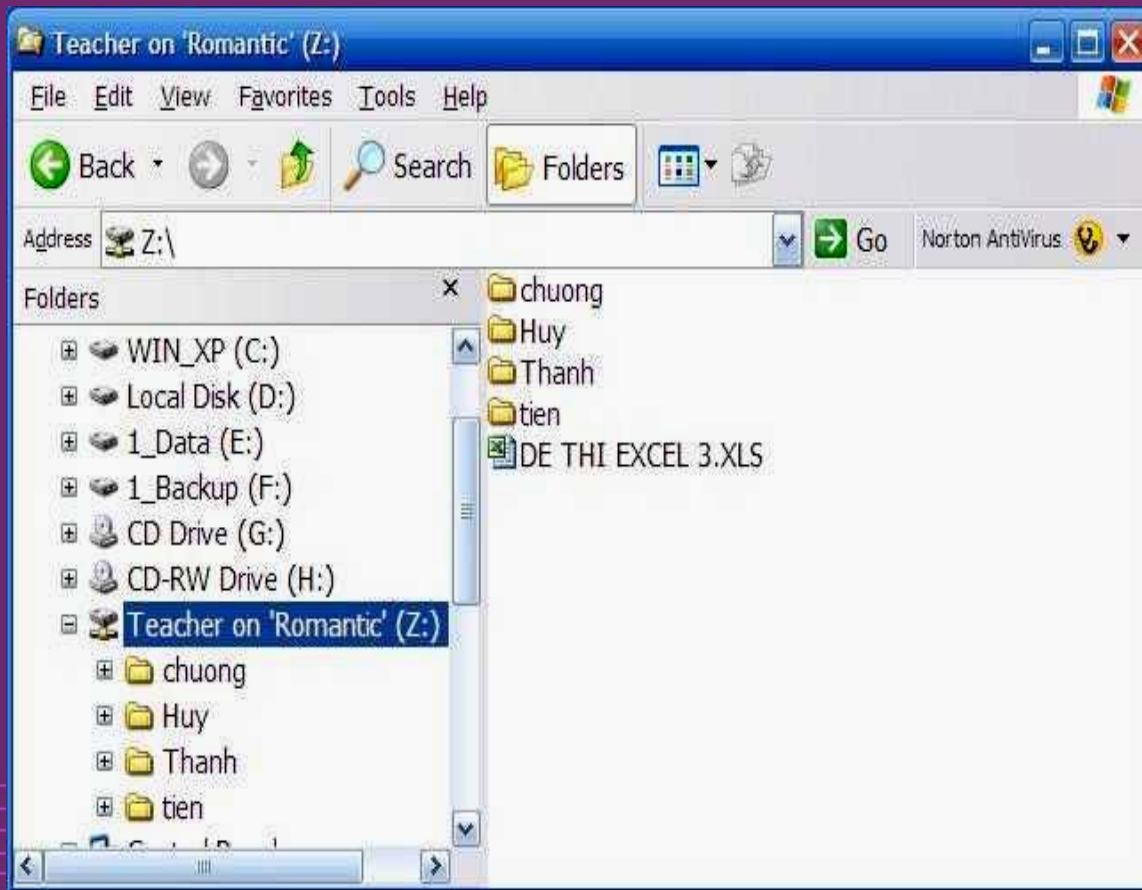 Teacher on 'Romantic' (Z:)
File Edit View Favorites Tools Help
Back Search Folders
Address Z:\ Go Norton AntiVirus
Folders
WIN_XP (C:)
Local Disk (D:)
1_Data (E:)
1_Backup (F:)
CD Drive (G:)
CD-RW Drive (H:)
Teacher on 'Romantic' (Z:)
chuong
Huy
Thanh
tien
chuong
Huy
Thanh
tien
DE THI EXCEL 3.XLS